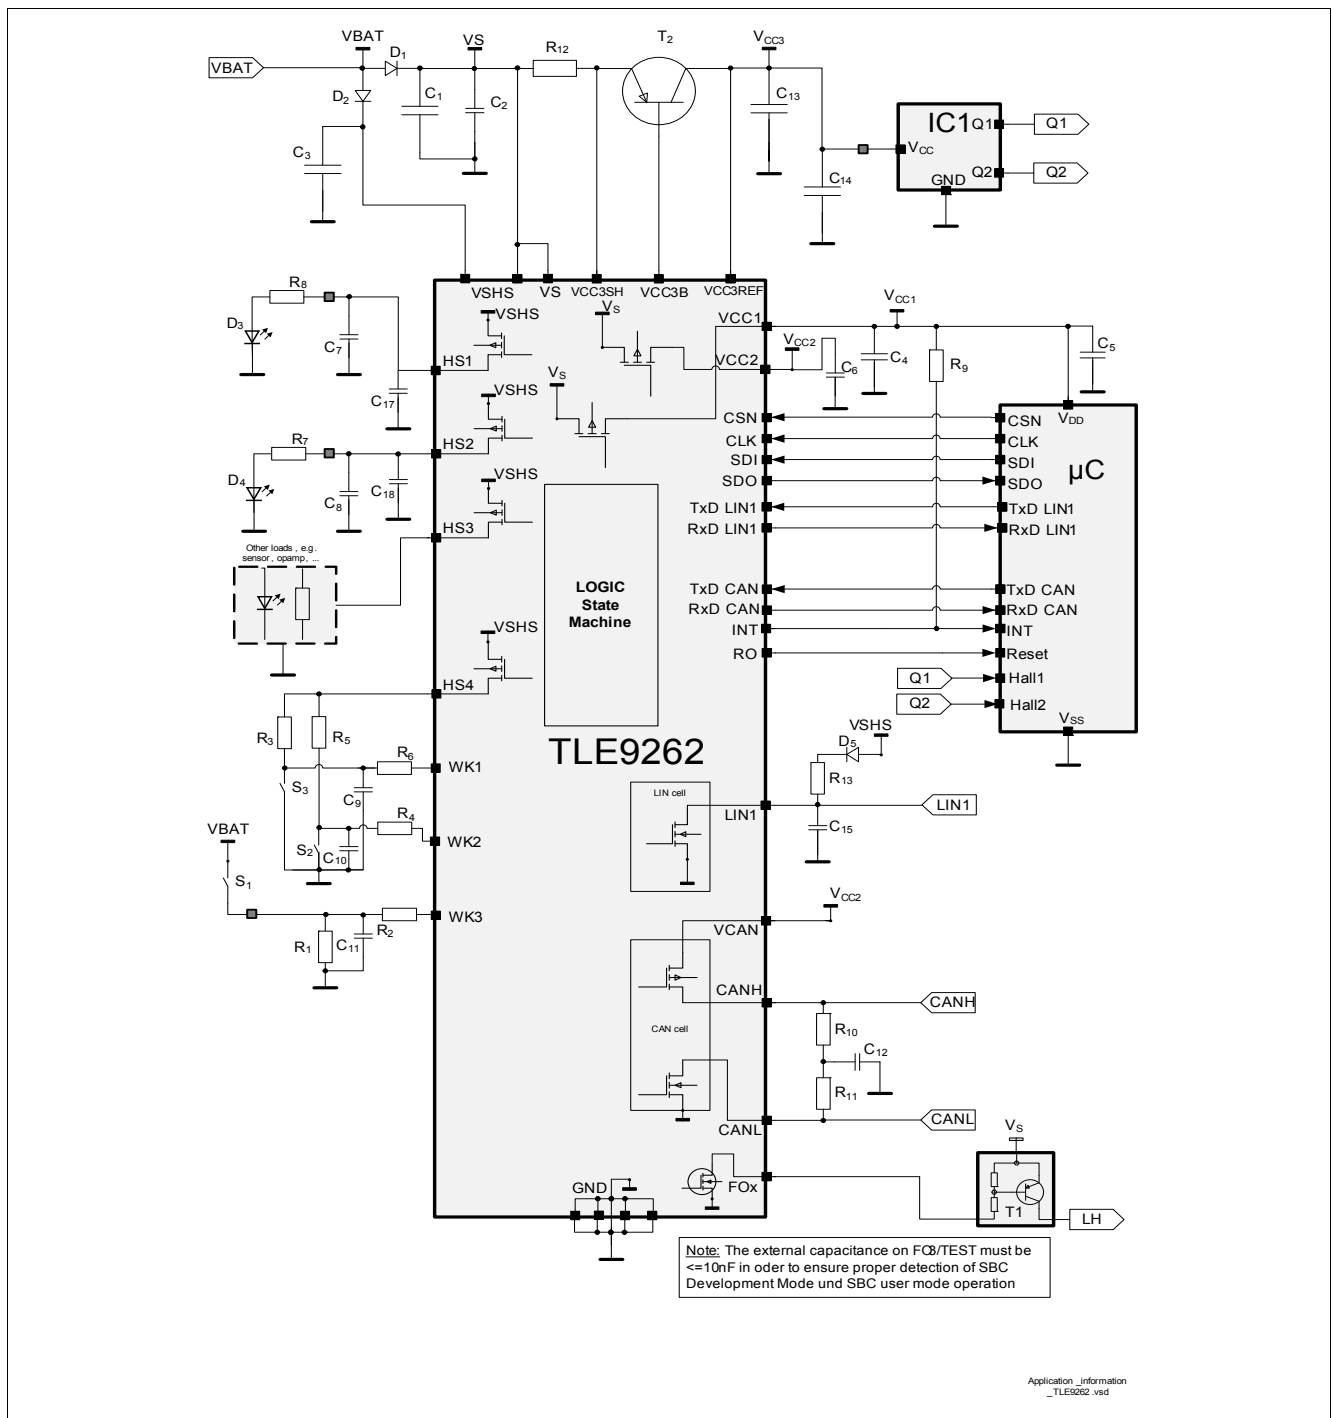 VBAT
VBAT
D1
VS
R12
T2
VCC3
D2
C1
C2
C3
C13
C14
IC1
Q1
Q1
VCC
Q2
Q2
GND
VSHS
VS
VCC3SH
VCC3B
VCC3REF
R8
D3
C7
C17
HS1
VSHS
VS
VCC1
VCC1
VCC2
VCC2
C6
C4
R9
C5
VS
VSHS
HS2
R7
D4
C8
C18
VSHS
HS3
Other loads , e.g.
sensor , opamp, ...
CSN
CLK
SDI
SDO
TxD LIN1
RxD LIN1
TxD CAN
RxD CAN
INT
RO
VDD
CSN
CLK
µC
SDI
SDO
TxD LIN1
RxD LIN1
TxD CAN
RxD CAN
INT
Reset
Q1
Hall1
Q2
Hall2
VSS
LOGIC
State
Machine
VSHS
HS4
R3
R5
R6
WK1
S3
C9
R4
WK2
S2
C10
VBAT
S1
WK3
R1
C11
R2
TLE9262
LIN cell
LIN1
VSHS
D5
R13
LIN1
C15
VCC2
VCAN
CAN cell
CANH
CANH
R10
C12
R11
CANL
CANL
GND
FOx
VS
T1
LH
Note: The external capacitance on FO3/TEST must be
<=10nF in oder to ensure proper detection of SBC
Development Mode und SBC user mode operation
Application _information
_TLE9262 .vsd